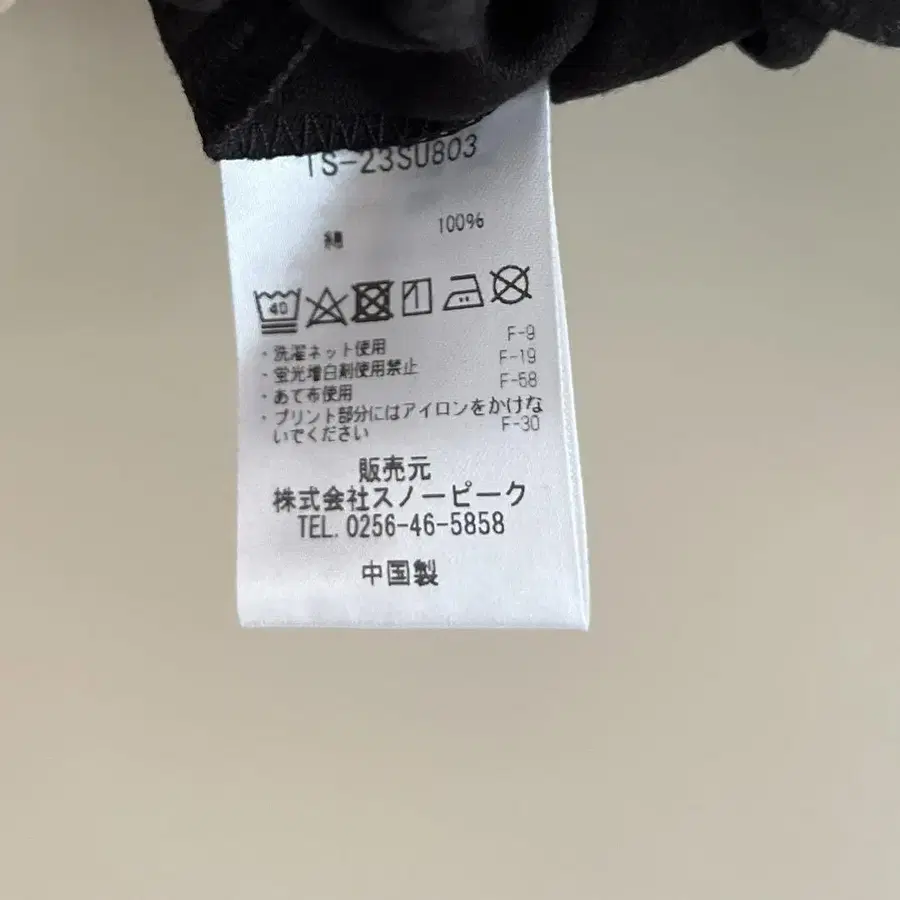 TS-23SU803
綿 100%
40
・洗濯ネット使用 F-9
・蛍光増白剤使用禁止 F-19
・あて布使用 F-58
・プリント部分にはアイロンをかけな
いでください F-30
販売元
株式会社スノーピーク
TEL. 0256-46-5858
中国製